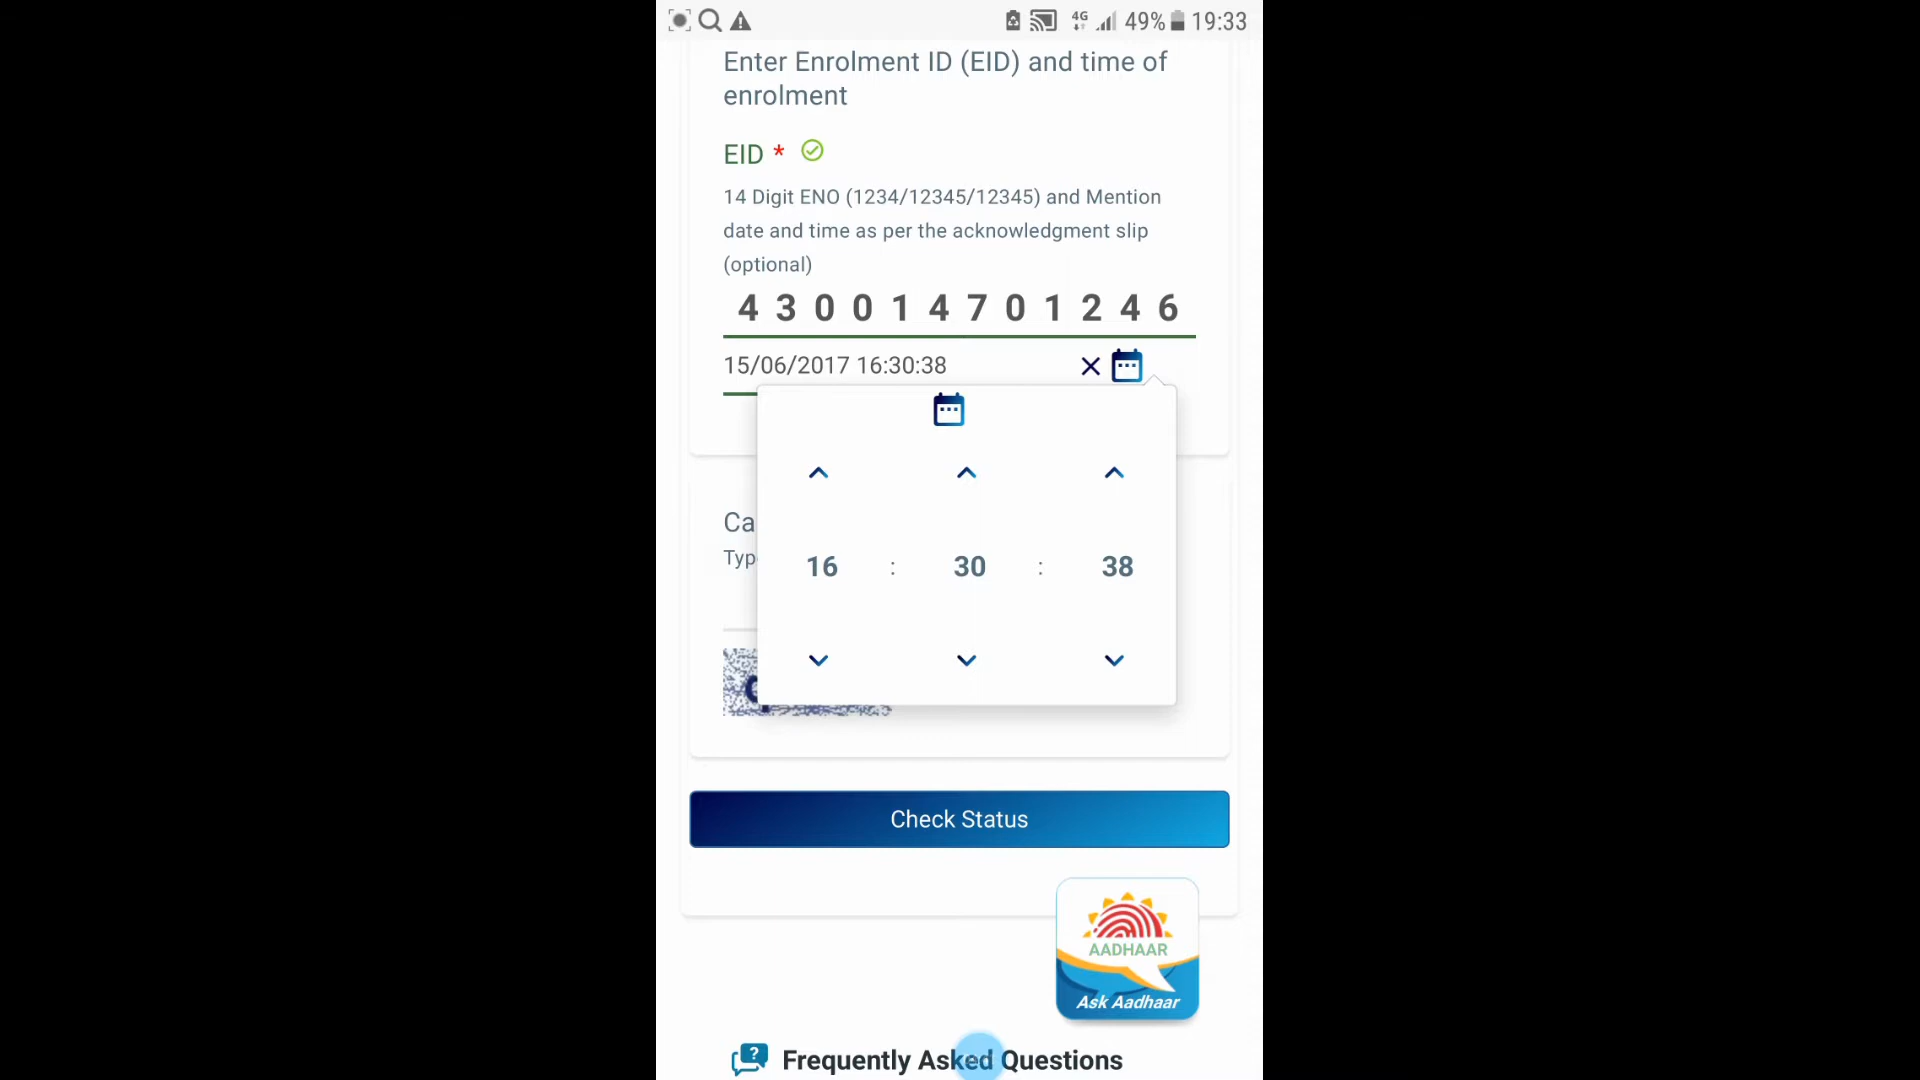 4G 49% 19:33
Enter Enrolment ID (EID) and time of
enrolment
EID *
14 Digit ENO (1234/12345/12345) and Mention
date and time as per the acknowledgment slip
(optional)
4 3 0 0 1 4 7 0 1 2 4 6
15/06/2017 16:30:38
Ca
16 : 30 : 38
Typ
Check Status
AADHAAR
Ask Aadhaar
Frequently Asked Questions